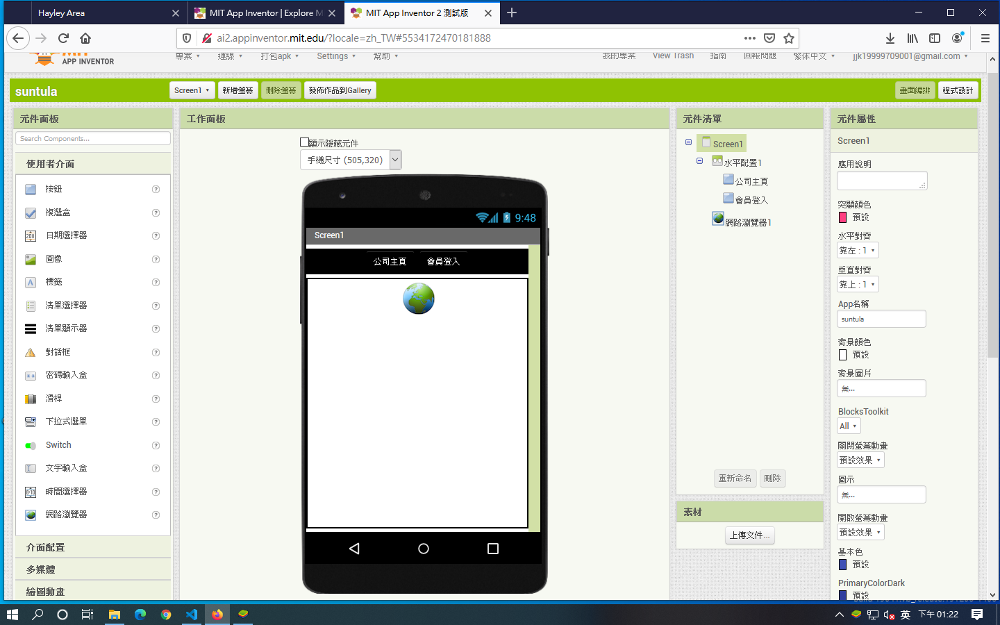 Hayley Area
MIT App Inventor | Explore M
MIT App Inventor 2 測試版
ai2.appinventor.mit.edu/?locale=zh_TW#5534172470181888
MIT
APP INVENTOR
專案
連線
打包apk
Settings
幫助
我的專案
View Trash
指南
回報問題
繁体中文
jjk19999709001@gmail.com
suntula
Screen1
新增螢幕
刪除螢幕
發佈作品到Gallery
畫面編排
程式設計
元件面板
Search Components...
使用者介面
按鈕
複選盒
日期選擇器
圖像
標籤
清單選擇器
清單顯示器
對話框
密碼輸入盒
滑桿
下拉式選單
Switch
文字輸入盒
時間選擇器
網路瀏覽器
介面配置
多媒體
繪圖動畫
工作面板
顯示隱藏元件
手機尺寸 (505,320)
9:48
Screen1
公司主頁
會員登入
元件清單
Screen1
水平配置1
公司主頁
會員登入
網路瀏覽器1
重新命名
刪除
素材
上傳文件...
元件屬性
Screen1
應用說明
突顯顏色
預設
水平對齊
靠左 : 1
垂直對齊
靠上 : 1
App名稱
suntula
背景顏色
預設
背景圖片
無...
BlocksToolkit
All
關閉螢幕動畫
預設效果
圖示
無...
開啟螢幕動畫
預設效果
基本色
預設
PrimaryColorDark
預設
英
下午 01:22